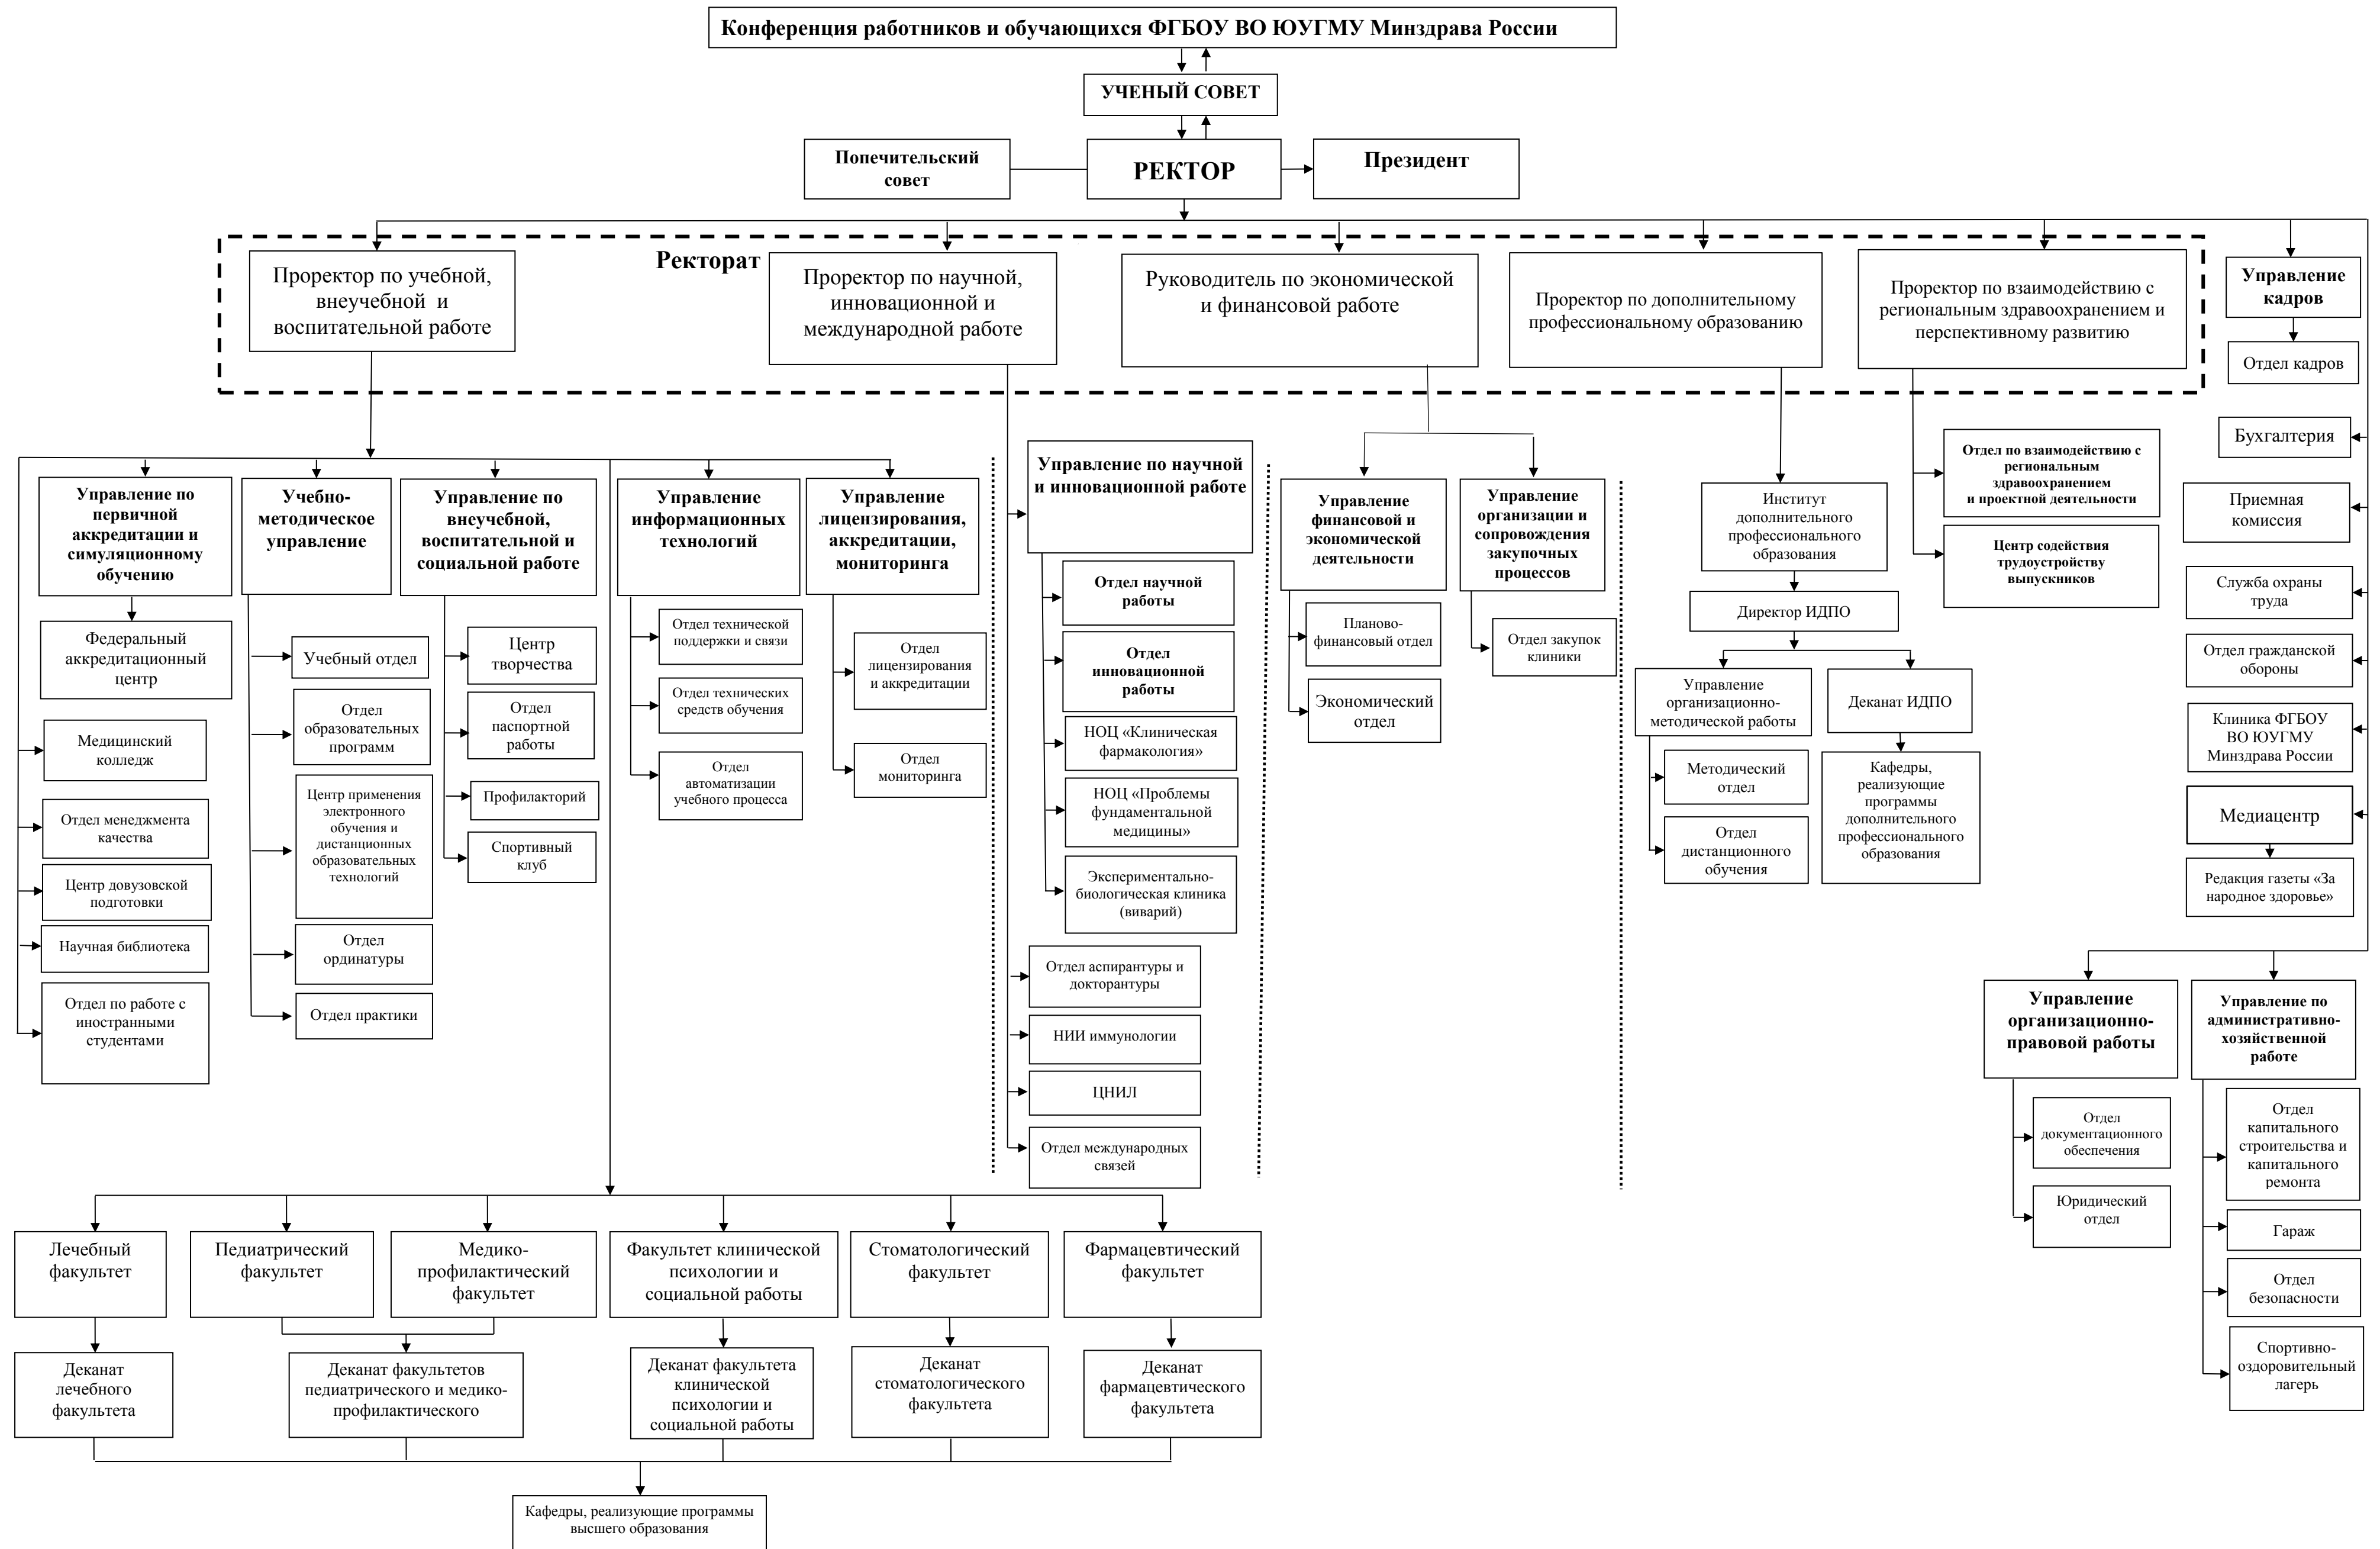 Конференция работников и обучающихся ФГБОУ ВО ЮУГМУ Минздрава России
УЧЕНЫЙ СОВЕТ
Попечительский
совет
РЕКТОР
Президент
Ректорат
Проректор по учебной,
внеучебной и
воспитательной работе
Проректор по научной,
инновационной и
международной работе
Руководитель по экономической
и финансовой работе
Проректор по дополнительному
профессиональному образованию
Проректор по взаимодействию с
региональным здравоохранением и
перспективному развитию
Управление
кадров
Отдел кадров
Бухгалтерия
Приемная
комиссия
Служба охраны
труда
Отдел гражданской
обороны
Клиника ФГБОУ
ВО ЮУГМУ
Минздрава России
Медиацентр
Редакция газеты «За
народное здоровье»
Управление по
первичной
аккредитации и
симуляционному
обучению
Федеральный
аккредитационный
центр
Медицинский
колледж
Отдел менеджмента
качества
Центр довузовской
подготовки
Научная библиотека
Отдел по работе с
иностранными
студентами
Учебно-
методическое
управление
Учебный отдел
Отдел
образовательных
программ
Центр применения
электронного
обучения и
дистанционных
образовательных
технологий
Отдел
ординатуры
Отдел практики
Управление по
внеучебной,
воспитательной и
социальной работе
Центр
творчества
Отдел
паспортной
работы
Профилакторий
Спортивный
клуб
Управление
информационных
технологий
Отдел технической
поддержки и связи
Отдел технических
средств обучения
Отдел
автоматизации
учебного процесса
Управление
лицензирования,
аккредитации,
мониторинга
Отдел
лицензирования
и аккредитации
Отдел
мониторинга
Управление по научной
и инновационной работе
Отдел научной
работы
Отдел
инновационной
работы
НОЦ «Клиническая
фармакология»
НОЦ «Проблемы
фундаментальной
медицины»
Экспериментально-
биологическая клиника
(виварий)
Отдел аспирантуры и
докторантуры
НИИ иммунологии
ЦНИЛ
Отдел международных
связей
Управление
финансовой и
экономической
деятельности
Планово-
финансовый отдел
Экономический
отдел
Управление
организации и
сопровождения
закупочных
процессов
Отдел закупок
клиники
Институт
дополнительного
профессионального
образования
Директор ИДПО
Управление
организационно-
методической работы
Методический
отдел
Отдел
дистанционного
обучения
Деканат ИДПО
Кафедры,
реализующие
программы
дополнительного
профессионального
образования
Отдел по взаимодействию с
региональным
здравоохранением
и проектной деятельности
Центр содействия
трудоустройству
выпускников
Управление
организационно-
правовой работы
Отдел
документационного
обеспечения
Юридический
отдел
Управление по
административно-
хозяйственной
работе
Отдел
капитального
строительства и
капитального
ремонта
Гараж
Отдел
безопасности
Спортивно-
оздоровительный
лагерь
Лечебный
факультет
Педиатрический
факультет
Медико-
профилактический
факультет
Факультет клинической
психологии и
социальной работы
Стоматологический
факультет
Фармацевтический
факультет
Деканат
лечебного
факультета
Деканат факультетов
педиатрического и медико-
профилактического
Деканат факультета
клинической
психологии и
социальной работы
Деканат
стоматологического
факультета
Деканат
фармацевтического
факультета
Кафедры, реализующие программы
высшего образования